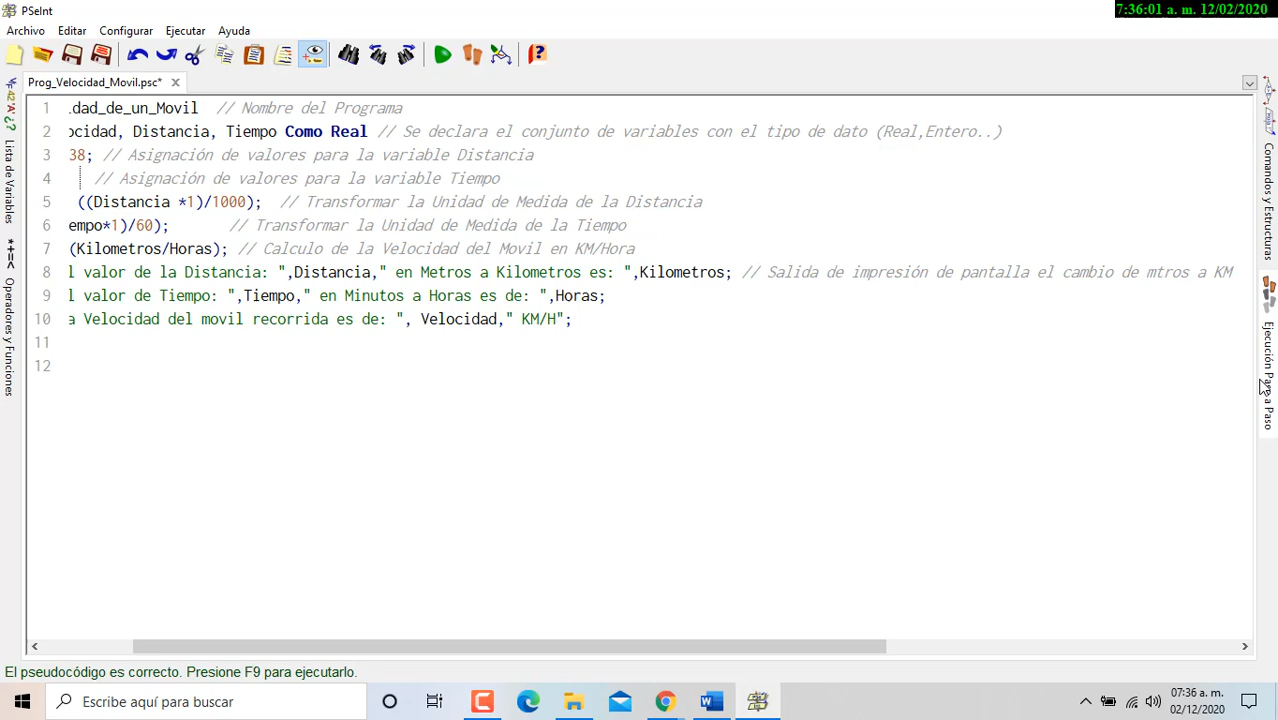 7:36:01 a. m. 12/02/2020
PSeInt
Archivo Editar Configurar Ejecutar Ayuda
Prog_Velocidad_Movil.psc*
1 dad_de_un_Movil // Nombre del Programa
2 ocidad, Distancia, Tiempo Como Real // Se declara el conjunto de variables con el tipo de dato (Real,Entero..)
3 38; // Asignación de valores para la variable Distancia
4 // Asignación de valores para la variable Tiempo
5 ((Distancia *1)/1000); // Transformar la Unidad de Medida de la Distancia
6 empo*1)/60); // Transformar la Unidad de Medida de la Tiempo
7 (Kilometros/Horas); // Calculo de la Velocidad del Movil en KM/Hora
8 l valor de la Distancia: ",Distancia," en Metros a Kilometros es: ",Kilometros; // Salida de impresión de pantalla el cambio de mtros a KM
9 l valor de Tiempo: ",Tiempo," en Minutos a Horas es de: ",Horas;
10 a Velocidad del movil recorrida es de: ", Velocidad," KM/H";
11
12
Lista de Variables
*+=< Operadores y Funciones
Comandos y Estructuras
Ejecución Paso a Paso
El pseudocódigo es correcto. Presione F9 para ejecutarlo.
Escribe aquí para buscar
07:36 a. m.
02/12/2020